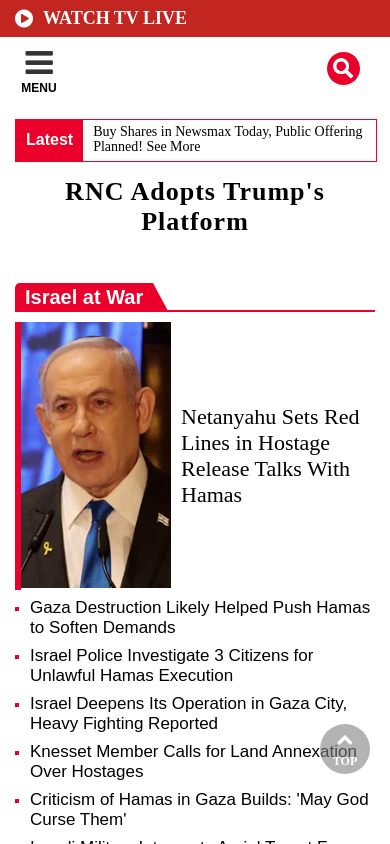 WATCH TV LIVE
MENU
Latest
Buy Shares in Newsmax Today, Public Offering
Planned! See More
RNC Adopts Trump's
Platform
Israel at War
Netanyahu Sets Red
Lines in Hostage
Release Talks With
Hamas
Gaza Destruction Likely Helped Push Hamas
to Soften Demands
Israel Police Investigate 3 Citizens for
Unlawful Hamas Execution
Israel Deepens Its Operation in Gaza City,
Heavy Fighting Reported
Knesset Member Calls for Land Annexation
Over Hostages
TOP
Criticism of Hamas in Gaza Builds: 'May God
Curse Them'